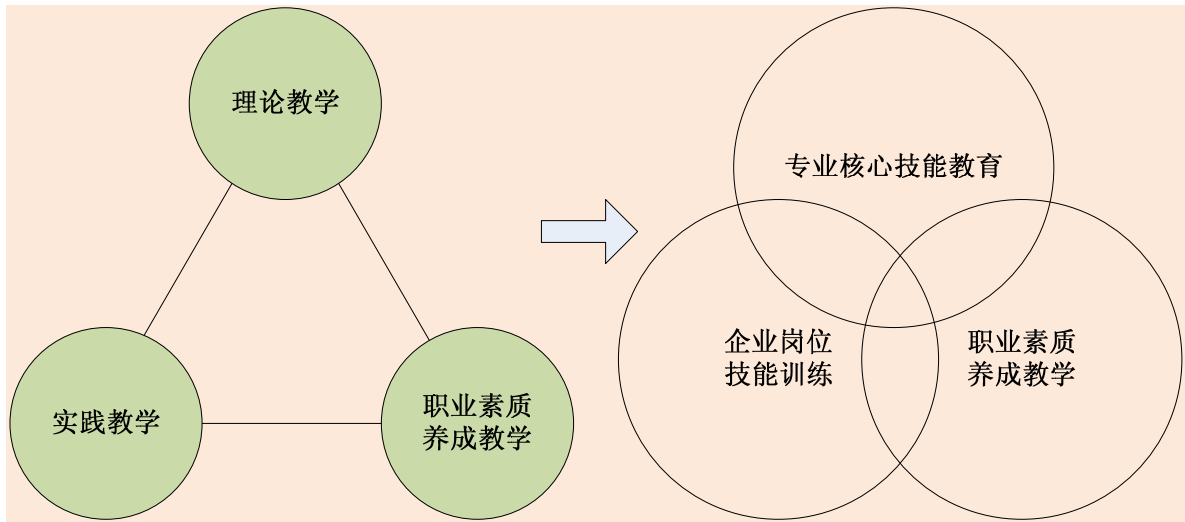 理论教学
实践教学
职业素质
养成教学
专业核心技能教育
企业岗位
技能训练
职业素质
养成教学